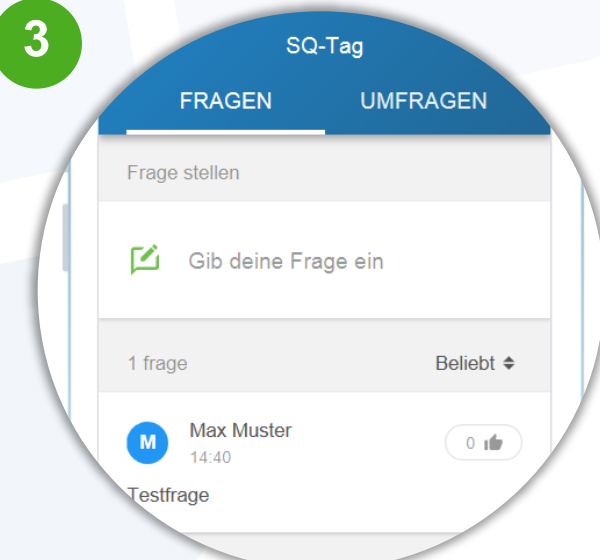 3
SQ-Tag
FRAGEN UMFRAGEN
Frage stellen
Gib deine Frage ein
1 frage Beliebt
M Max Muster
14:40
0
Testfrage